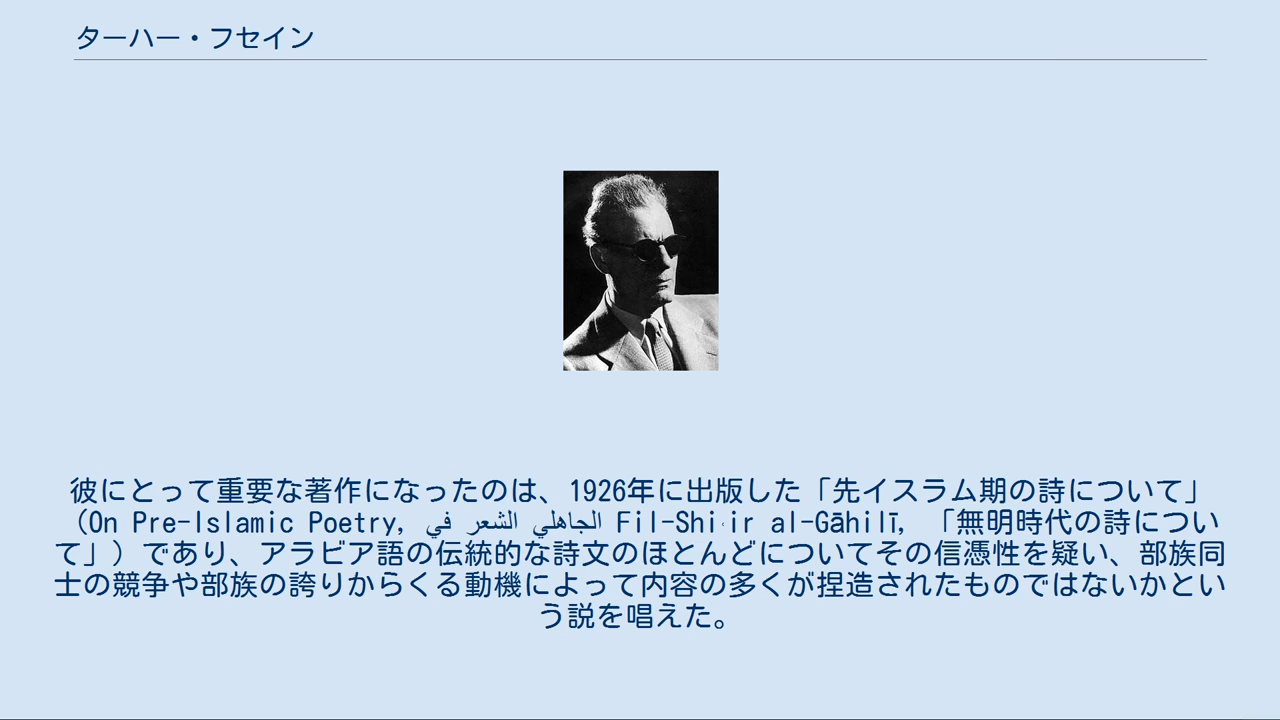 ターハー・フセイン
彼にとって重要な著作になったのは、1926年に出版した「先イスラム期の詩について」
（On Pre-Islamic Poetry, الجاهلي الشعر في Fil-Shiʿir al-Gāhilī, 「無明時代の詩につい
て」）であり、アラビア語の伝統的な詩文のほとんどについてその信憑性を疑い、部族同
士の競争や部族の誇りからくる動機によって内容の多くが捏造されたものではないかとい
う説を唱えた。